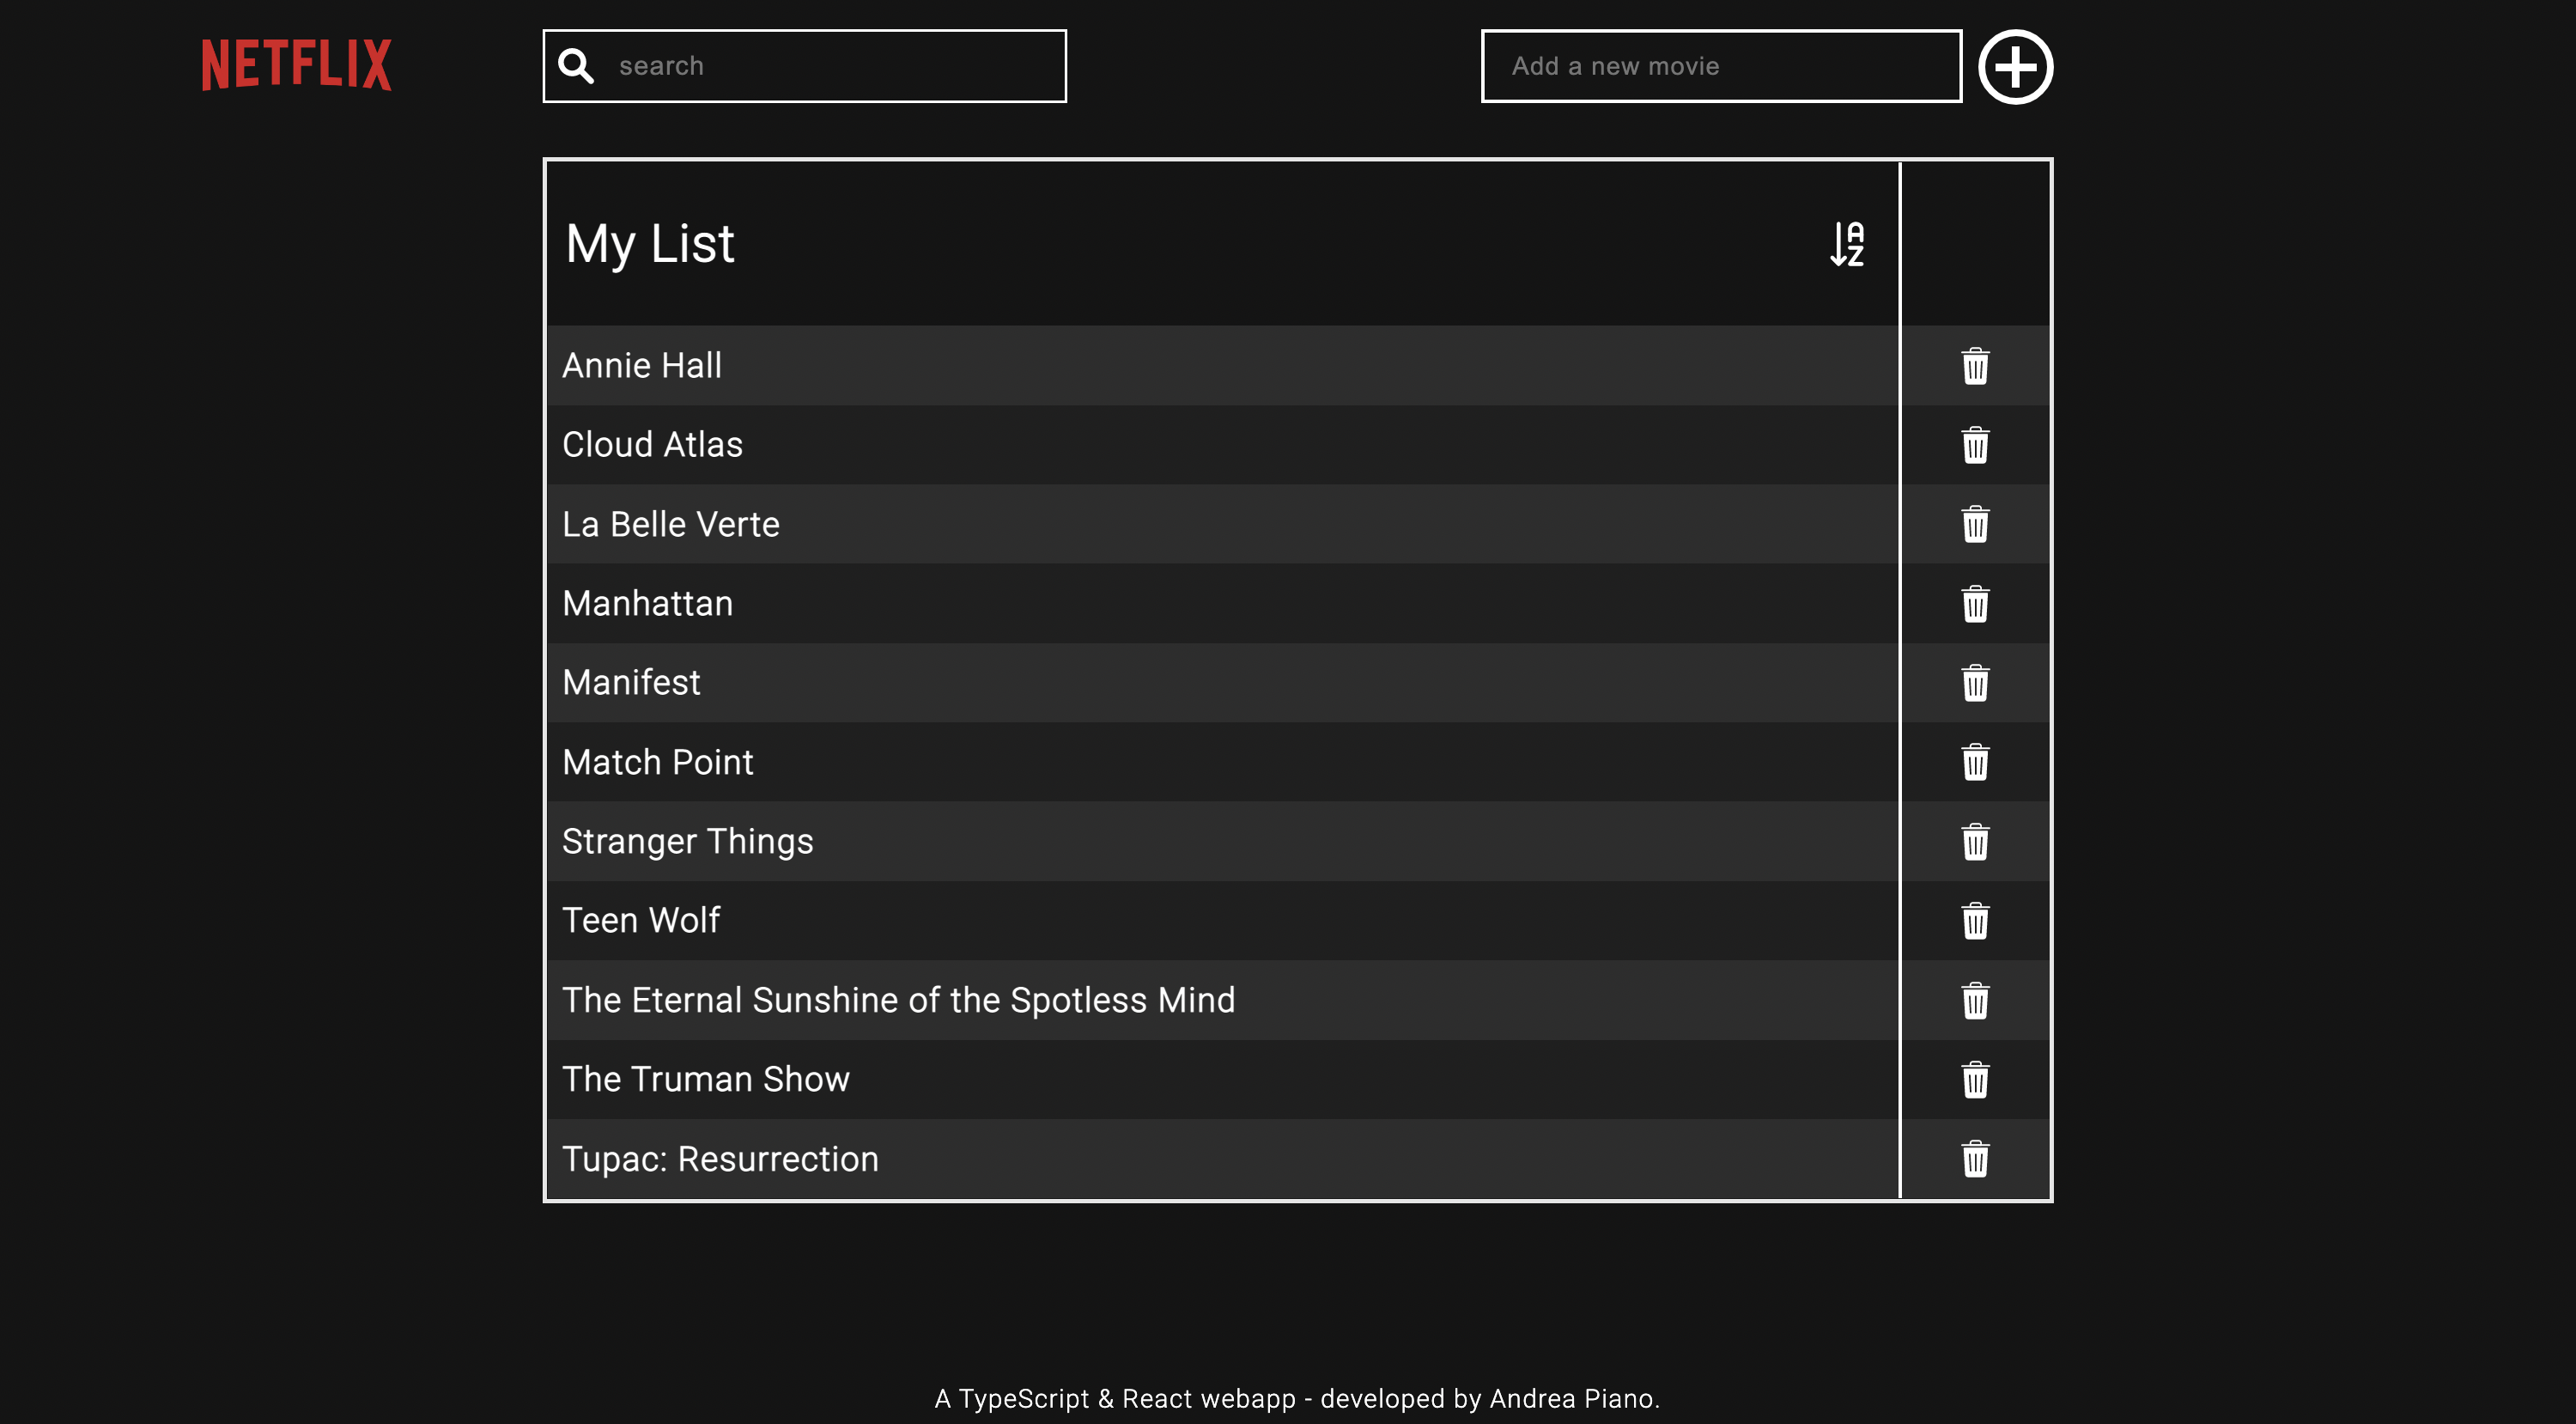 NETFLIX
search
Add a new movie
My List
A
Z
Annie Hall
Cloud Atlas
La Belle Verte
Manhattan
Manifest
Match Point
Stranger Things
Teen Wolf
The Eternal Sunshine of the Spotless Mind
The Truman Show
Tupac: Resurrection
A TypeScript & React webapp - developed by Andrea Piano.